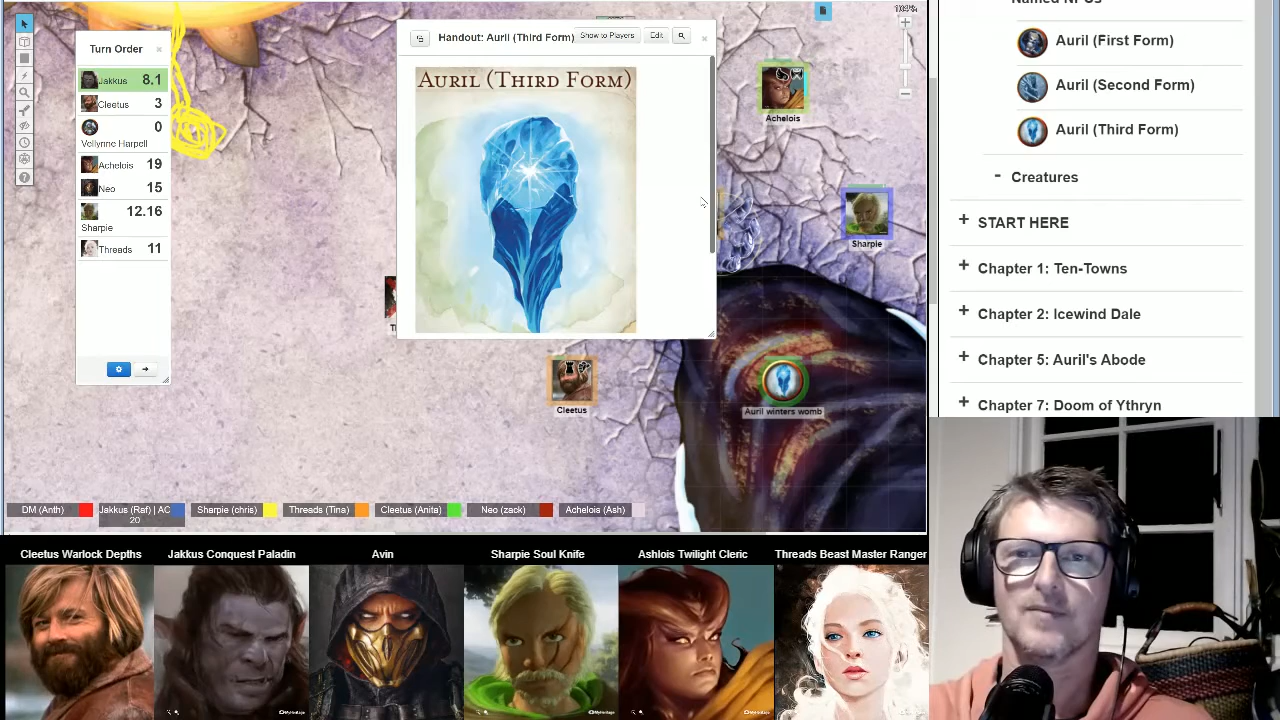 Turn Order
Jakkus 8.1
Cleetus 3
0
Vellynne Harpell
Achelois 19
Neo 15
12.16
Sharpie
Threads 11
Handout: Auril (Third Form)
Show to Players
Edit
AURIL (THIRD FORM)
Achelois
Sharpie
Cleetus
Auril winters womb
DM (Anth)
Jakkus (Raf) | AC
20
Sharpie (chris)
Threads (Tina)
Cleetus (Anita)
Neo (zack)
Achelois (Ash)
Cleetus Warlock Depths
Jakkus Conquest Paladin
Avin
Sharpie Soul Knife
Ashlois Twilight Cleric
Threads Beast Master Ranger
MyHeritage
MyHeritage
MyHeritage
Named NPCs
Auril (First Form)
Auril (Second Form)
Auril (Third Form)
- Creatures
+ START HERE
+ Chapter 1: Ten-Towns
+ Chapter 2: Icewind Dale
+ Chapter 5: Auril's Abode
+ Chapter 7: Doom of Ythryn